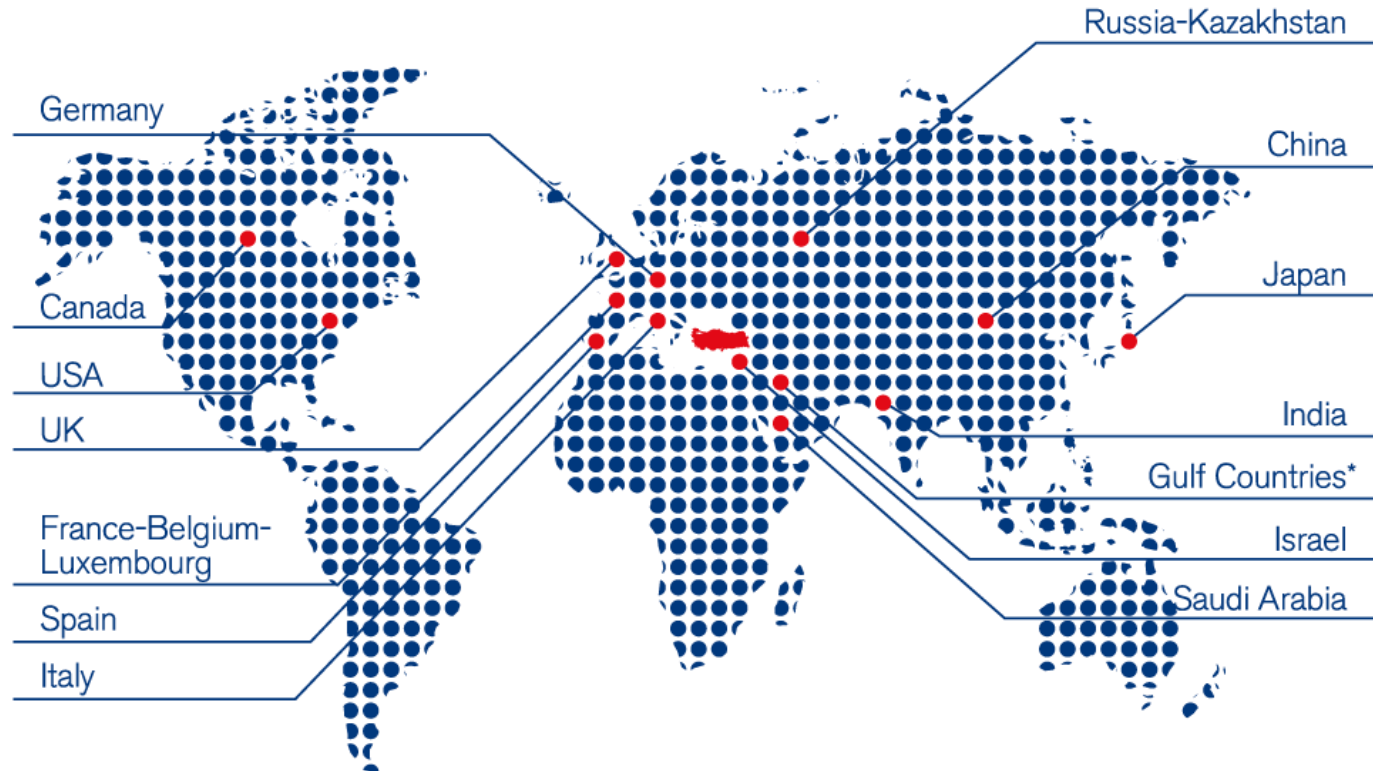 Germany
Canada
USA
UK
France-Belgium-
Luxembourg
Spain
Italy
Russia-Kazakhstan
China
Japan
India
Gulf Countries*
Israel
Saudi Arabia